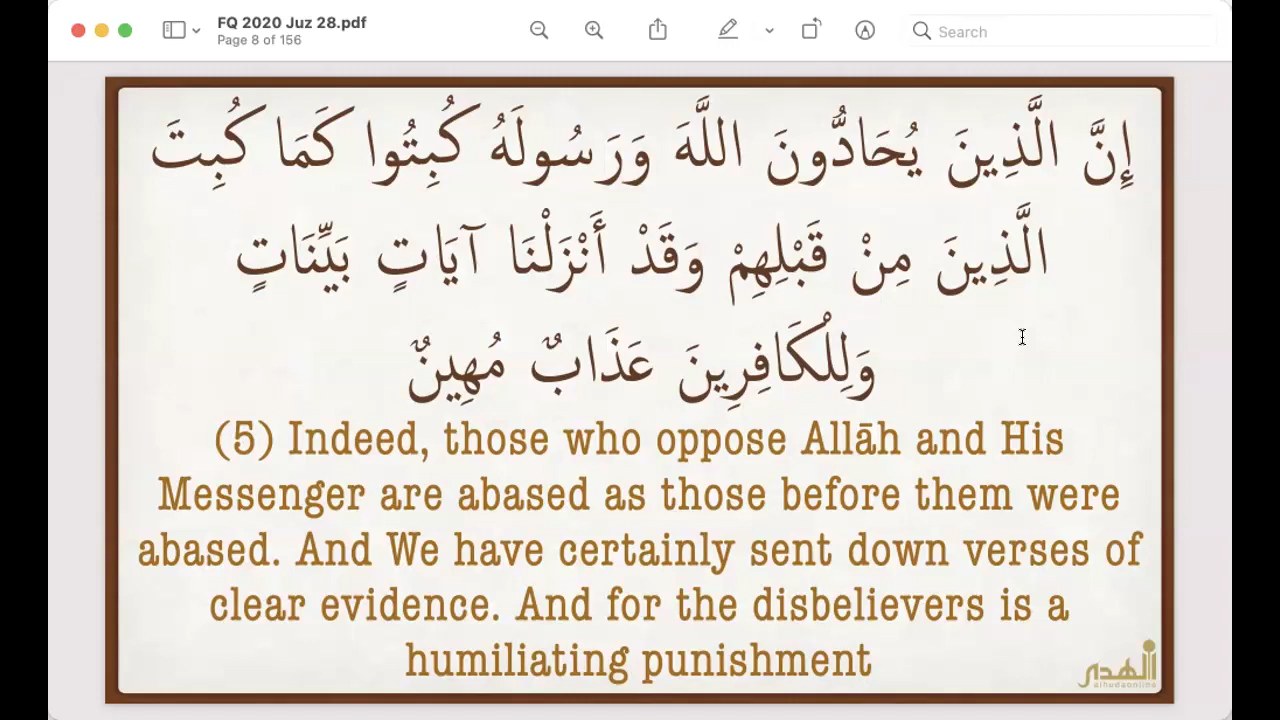 FQ 2020 Juz 28.pdf
Page 8 of 156
Search
إِنَّ الَّذِينَ يُحَادُّونَ اللَّهَ وَرَسُولَهُ كُبِتُوا كَمَا كُبِتَ
الَّذِينَ مِنْ قَبْلِهِمْ وَقَدْ أَنْزَلْنَا آيَاتٍ بَيِّنَاتٍ
وَلِلْكَافِرِينَ عَذَابٌ مُهِينٌ
(5) Indeed, those who oppose Allāh and His
Messenger are abased as those before them were
abased. And We have certainly sent down verses of
clear evidence. And for the disbelievers is a
humiliating punishment
الهدى
alhudaonline